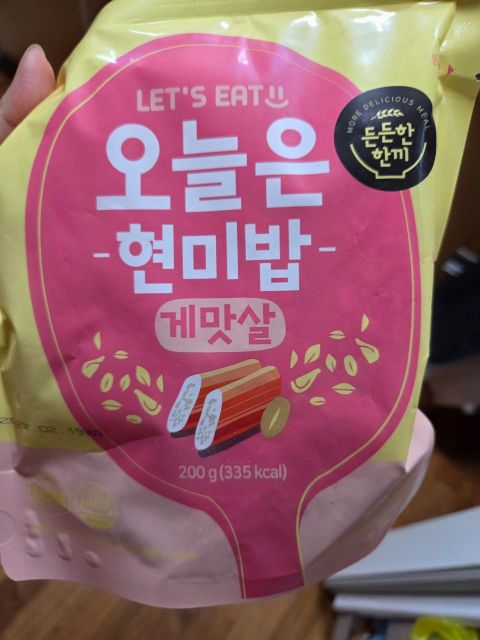 LET'S EAT
MORE DELICIOUS MEAL
든든한
한끼
오늘은
-현미밥-
게맛살
200 g (335 kcal)